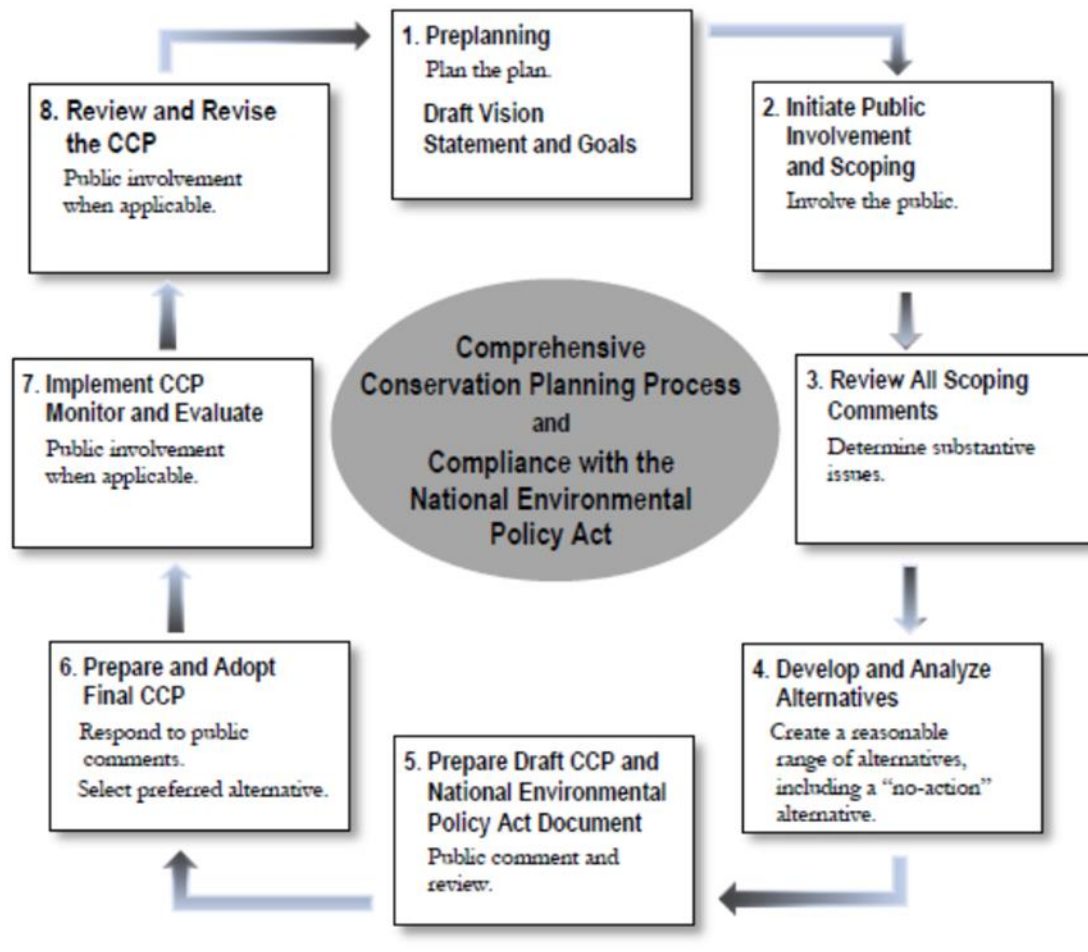 1. Preplanning
Plan the plan.
Draft Vision
Statement and Goals
2. Initiate Public
Involvement
and Scoping
Involve the public.
3. Review All Scoping
Comments
Determine substantive
issues.
4. Develop and Analyze
Alternatives
Create a reasonable
range of alternatives,
including a “no-action”
alternative.
5. Prepare Draft CCP and
National Environmental
Policy Act Document
Public comment and
review.
6. Prepare and Adopt
Final CCP
Respond to public
comments.
Select preferred alternative.
7. Implement CCP
Monitor and Evaluate
Public involvement
when applicable.
8. Review and Revise
the CCP
Public involvement
when applicable.
Comprehensive
Conservation Planning Process
and
Compliance with the
National Environmental
Policy Act